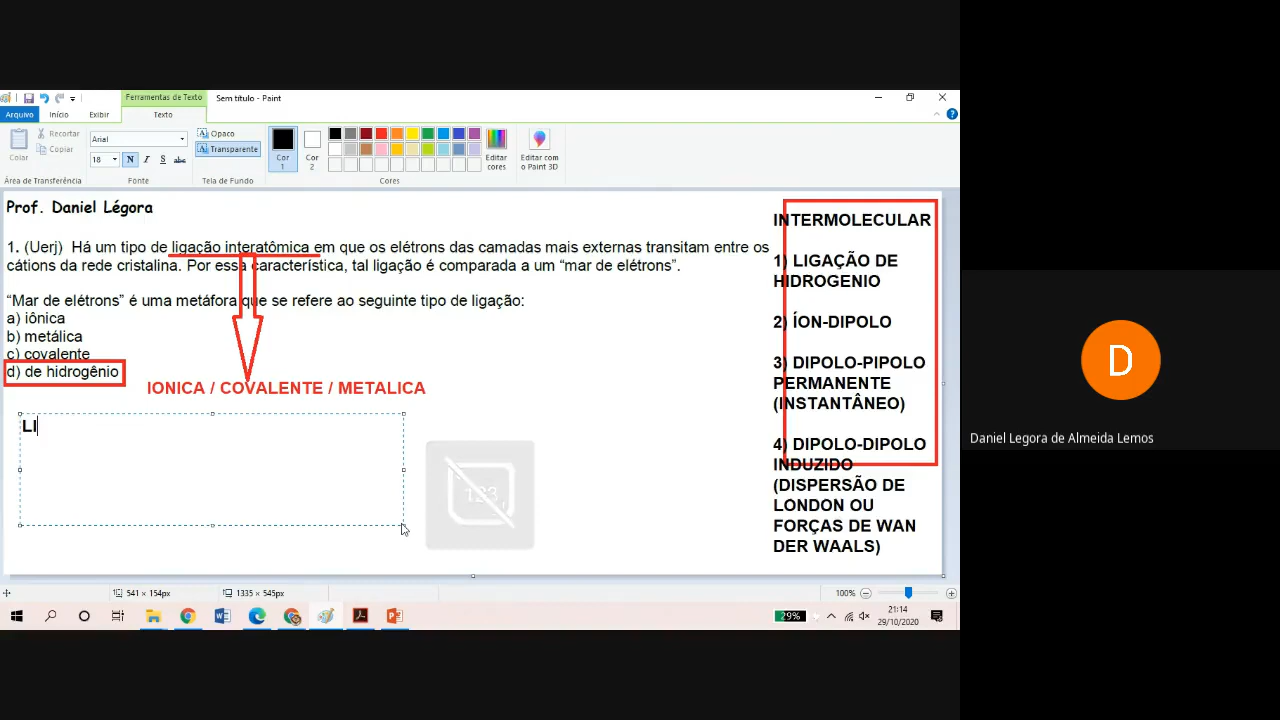 Ferramentas de Texto
Sem título - Paint
Arquivo
Início
Exibir
Texto
Colar
Recortar
Copiar
Área de Transferência
Arial
18
N
I
S
abc
Fonte
Opaco
Transparente
Tela de Fundo
Cor
1
Cor
2
Editar
cores
Editar com
o Paint 3D
Cores
Prof. Daniel Légora
1. (Uerj) Há um tipo de ligação interatômica em que os elétrons das camadas mais externas transitam entre os
cátions da rede cristalina. Por essa característica, tal ligação é comparada a um “mar de elétrons”.
“Mar de elétrons” é uma metáfora que se refere ao seguinte tipo de ligação:
a) iônica
b) metálica
c) covalente
d) de hidrogênio
IONICA / COVALENTE / METALICA
LI
123
INTERMOLECULAR
1) LIGAÇÃO DE
HIDROGENIO
2) ÍON-DIPOLO
3) DIPOLO-PIPOLO
PERMANENTE
(INSTANTÂNEO)
4) DIPOLO-DIPOLO
INDUZIDO
(DISPERSÃO DE
LONDON OU
FORÇAS DE WAN
DER WAALS)
541 × 154px
1335 × 545px
100%
29%
21:14
29/10/2020
D
Daniel Legora de Almeida Lemos